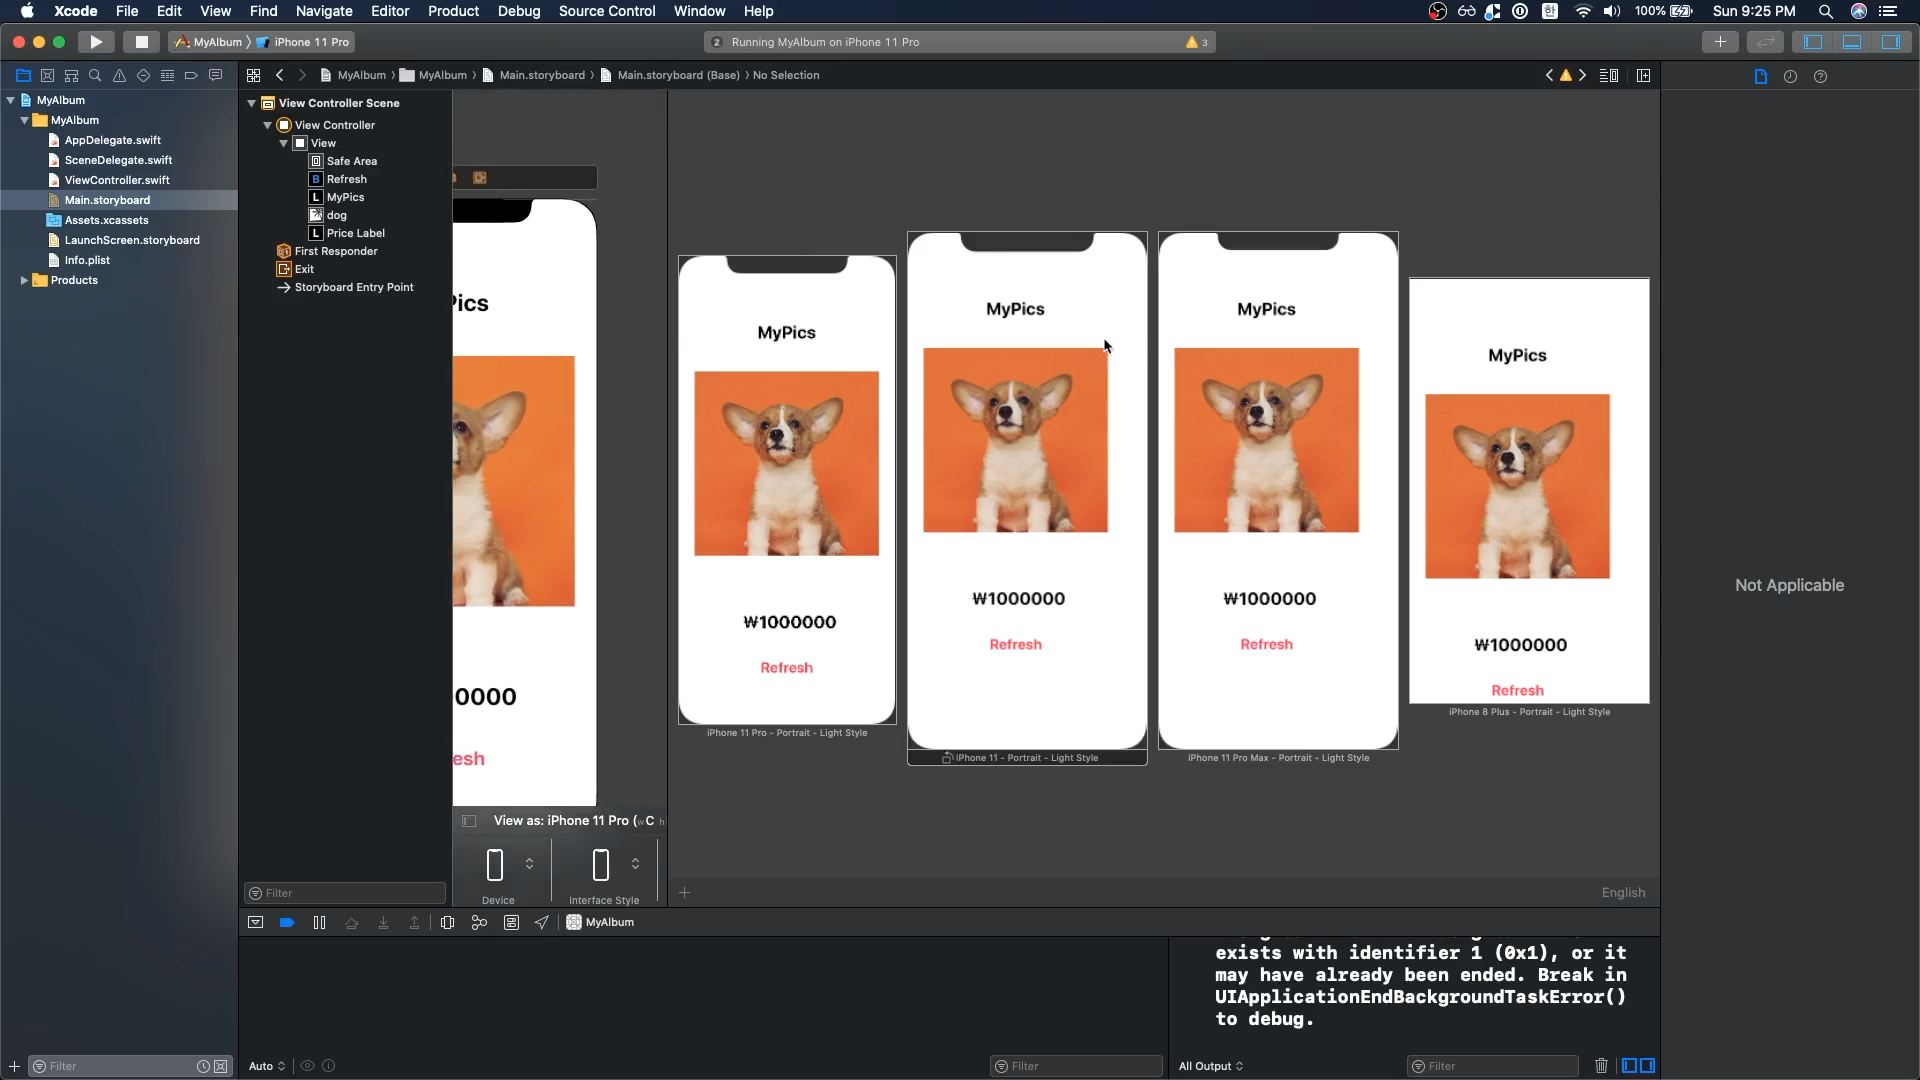 Xcode File Edit View Find Navigate Editor Product Debug Source Control Window Help
한 100% Sun 9:25 PM
MyAlbum iPhone 11 Pro
2 Running MyAlbum on iPhone 11 Pro 3
MyAlbum MyAlbum Main.storyboard Main.storyboard (Base) No Selection
MyAlbum
MyAlbum
AppDelegate.swift
SceneDelegate.swift
ViewController.swift
Main.storyboard
Assets.xcassets
LaunchScreen.storyboard
Info.plist
Products
View Controller Scene
View Controller
View
Safe Area
B Refresh
L MyPics
dog
L Price Label
First Responder
Exit
Storyboard Entry Point
Filter
Pics
0000
esh
View as: iPhone 11 Pro (wC h
Device
Interface Style
MyPics
₩1000000
Refresh
iPhone 11 Pro - Portrait - Light Style
MyPics
₩1000000
Refresh
iPhone 11 - Portrait - Light Style
MyPics
₩1000000
Refresh
iPhone 11 Pro Max - Portrait - Light Style
MyPics
₩1000000
Refresh
iPhone 8 Plus - Portrait - Light Style
English
Not Applicable
MyAlbum
exists with identifier 1 (0x1), or it
may have already been ended. Break in
UIApplicationEndBackgroundTaskError()
to debug.
Filter
Auto
Filter
All Output
Filter